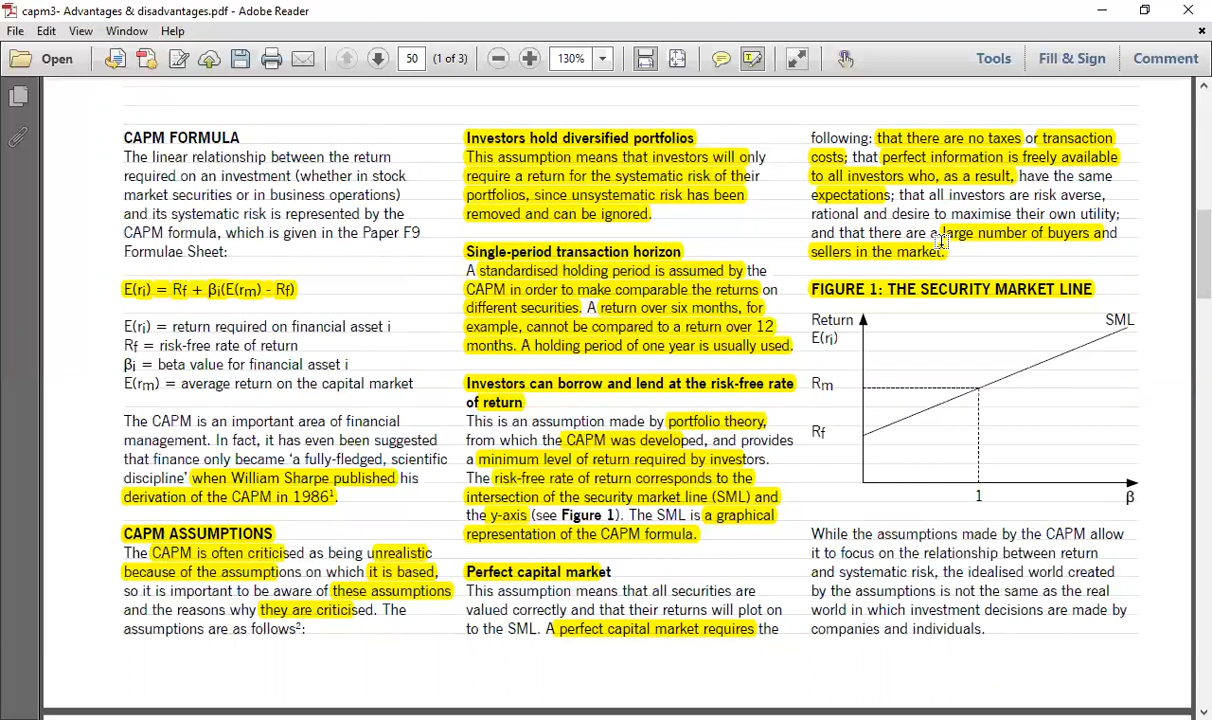 capm3- Advantages & disadvantages.pdf - Adobe Reader
File Edit View Window Help
Open 50 (1 of 3) 130% Tools Fill & Sign Comment
CAPM FORMULA
The linear relationship between the return
required on an investment (whether in stock
market securities or in business operations)
and its systematic risk is represented by the
CAPM formula, which is given in the Paper F9
Formulae Sheet:
E(ri) = Rf + βi(E(rm) - Rf)
E(ri) = return required on financial asset i
Rf = risk-free rate of return
βi = beta value for financial asset i
E(rm) = average return on the capital market
The CAPM is an important area of financial
management. In fact, it has even been suggested
that finance only became ‘a fully-fledged, scientific
discipline’ when William Sharpe published his
derivation of the CAPM in 1986¹.
CAPM ASSUMPTIONS
The CAPM is often criticised as being unrealistic
because of the assumptions on which it is based,
so it is important to be aware of these assumptions
and the reasons why they are criticised. The
assumptions are as follows²:
Investors hold diversified portfolios
This assumption means that investors will only
require a return for the systematic risk of their
portfolios, since unsystematic risk has been
removed and can be ignored.
Single-period transaction horizon
A standardised holding period is assumed by the
CAPM in order to make comparable the returns on
different securities. A return over six months, for
example, cannot be compared to a return over 12
months. A holding period of one year is usually used.
Investors can borrow and lend at the risk-free rate
of return
This is an assumption made by portfolio theory,
from which the CAPM was developed, and provides
a minimum level of return required by investors.
The risk-free rate of return corresponds to the
intersection of the security market line (SML) and
the y-axis (see Figure 1). The SML is a graphical
representation of the CAPM formula.
Perfect capital market
This assumption means that all securities are
valued correctly and that their returns will plot on
to the SML. A perfect capital market requires the
following: that there are no taxes or transaction
costs; that perfect information is freely available
to all investors who, as a result, have the same
expectations; that all investors are risk averse,
rational and desire to maximise their own utility;
and that there are a large number of buyers and
sellers in the market.
FIGURE 1: THE SECURITY MARKET LINE
Return SML
E(ri)
Rm
Rf
1 β
While the assumptions made by the CAPM allow
it to focus on the relationship between return
and systematic risk, the idealised world created
by the assumptions is not the same as the real
world in which investment decisions are made by
companies and individuals.